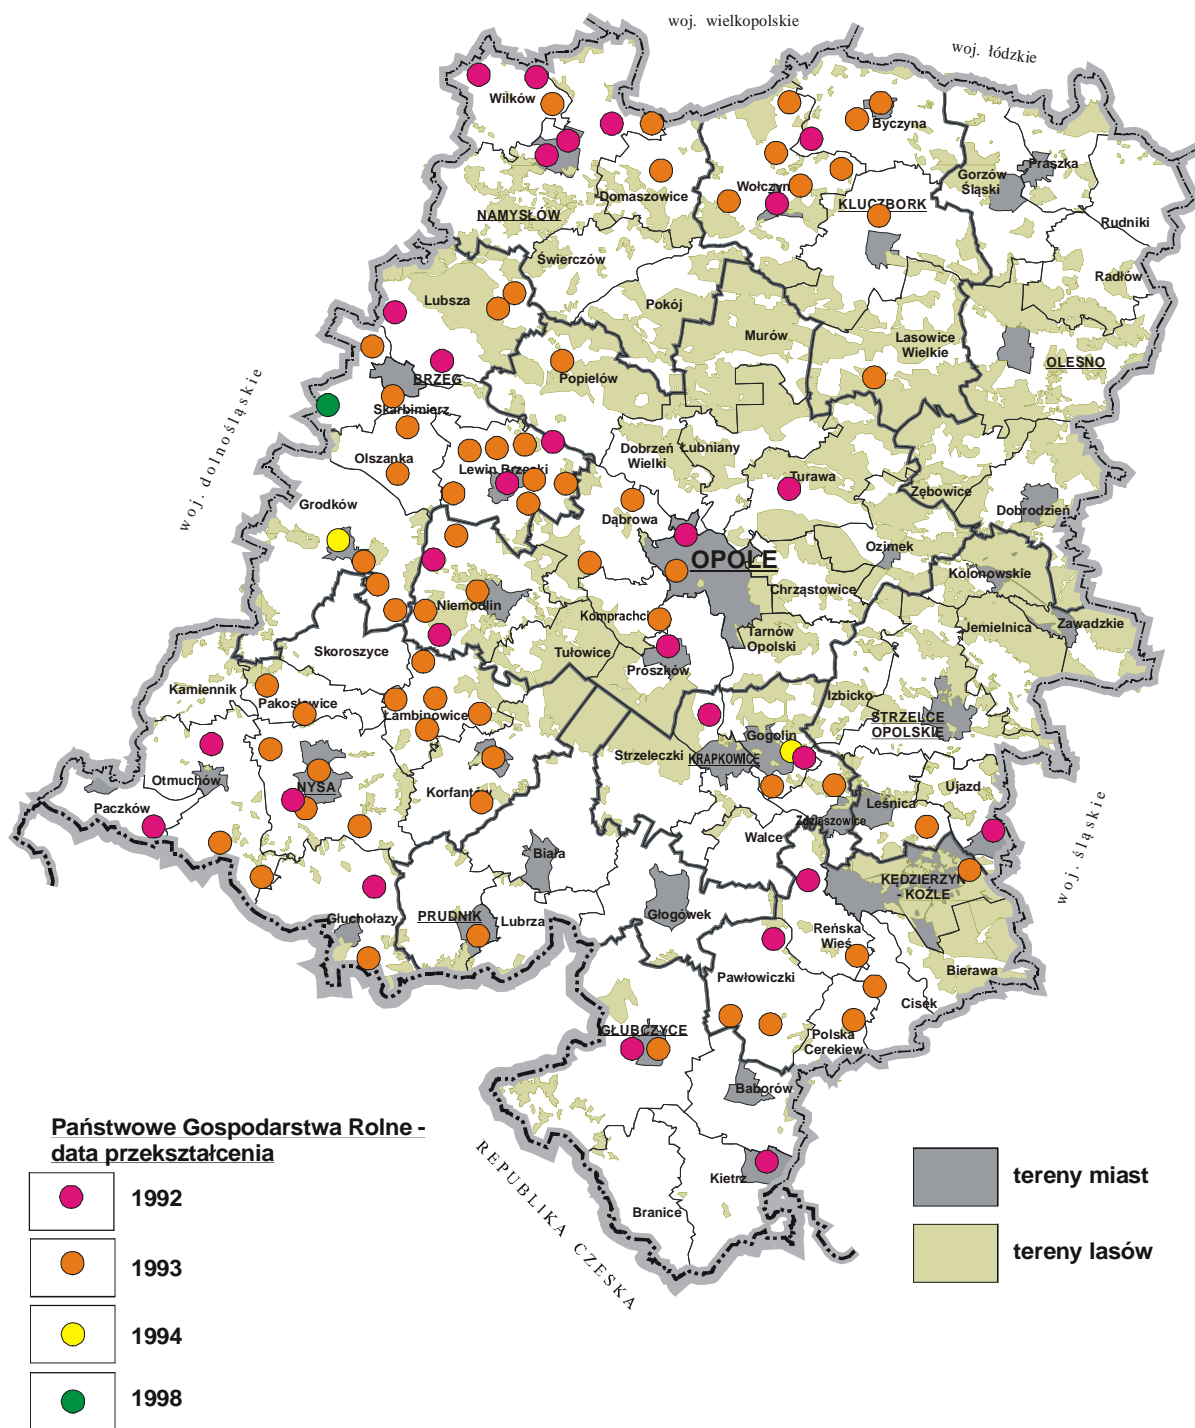 woj. wielkopolskie
woj. łódzkie
Wilków
Byczyna
Praszka
Gorzów
Śląski
Wołczyn
Domaszowice
KLUCZBORK
NAMYSŁÓW
Rudniki
Świerczów
Radłów
Lubsza
Pokój
Murów
Lasowice
Wielkie
OLESNO
BRZEG
Popielów
Skarbimierz
woj. dolnośląskie
Dobrzeń
Wielki
Łubniany
Olszanka
Lewin Brzeski
Turawa
Zębowice
Grodków
Dąbrowa
Dobrodzień
Ozimek
OPOLE
Kolonowskie
Chrząstowice
Niemodlin
Komprachcice
Zawadzkie
Jemielnica
Tarnów
Opolski
Skoroszyce
Tułowice
Prószków
Kamiennik
Izbicko
Pakosławice
Łambinowice
STRZELCE
OPOLSKIE
Gogolin
Strzeleczki
KRAPKOWICE
Otmuchów
NYSA
Korfantów
Ujazd
Leśnica
Paczków
Zdzieszowice
woj. śląskie
Walce
Biała
KĘDZIERZYN
- KOŹLE
Głuchołazy
PRUDNIK
Lubrza
Głogówek
Reńska
Wieś
Pawłowiczki
Bierawa
Cisek
GŁUBCZYCE
Polska
Cerekiew
Baborów
Kietrz
Branice
REPUBLIKA CZESKA
Państwowe Gospodarstwa Rolne -
data przekształcenia
1992
1993
1994
1998
tereny miast
tereny lasów